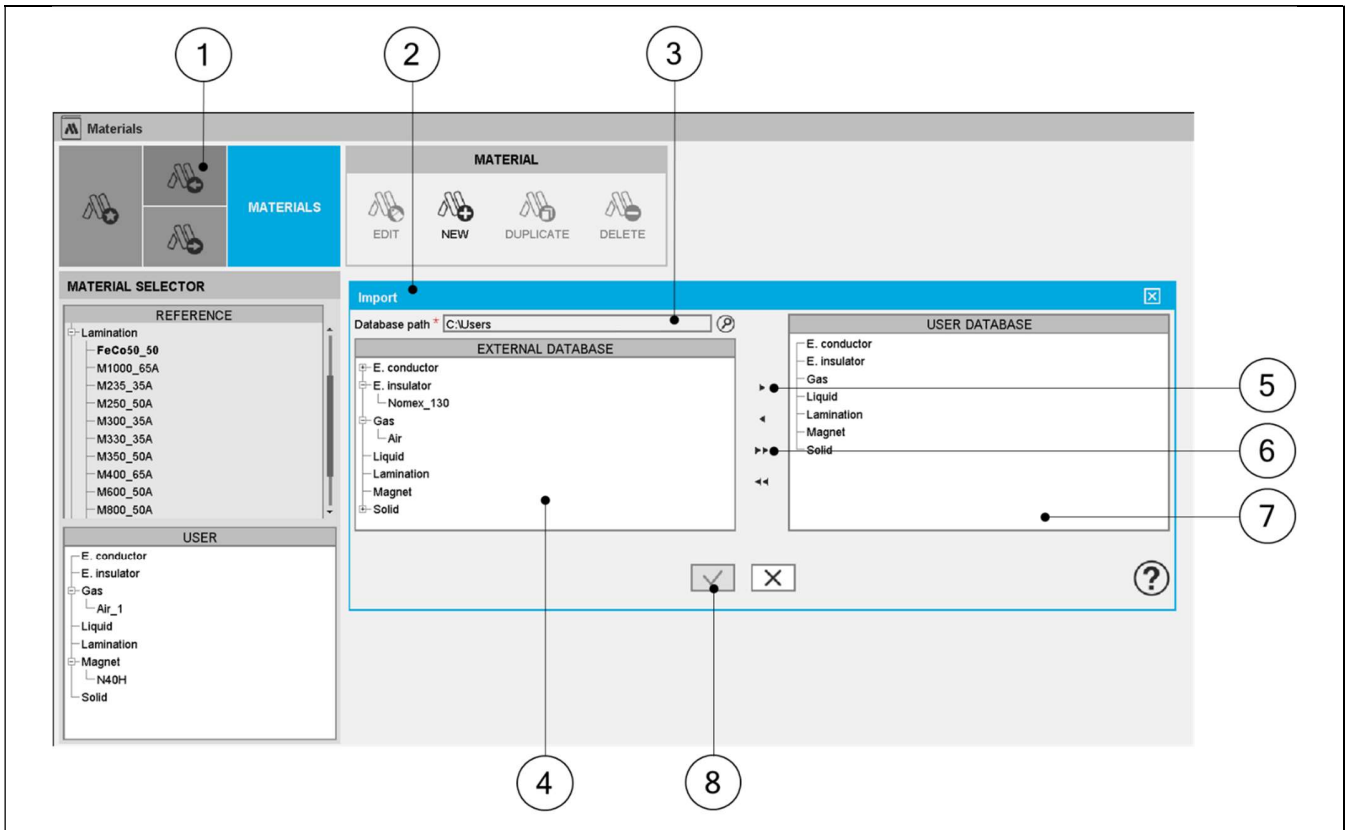 1
2
3
Materials
MATERIALS
MATERIAL
EDIT
NEW
DUPLICATE
DELETE
MATERIAL SELECTOR
REFERENCE
Lamination
FeCo50_50
M1000_65A
M235_35A
M250_50A
M300_35A
M330_35A
M350_50A
M400_65A
M600_50A
M800_50A
USER
E. conductor
E. insulator
Gas
Air_1
Liquid
Lamination
Magnet
N40H
Solid
Import
Database path * C:\Users
EXTERNAL DATABASE
E. conductor
E. insulator
Nomex_130
Gas
Air
Liquid
Lamination
Magnet
Solid
USER DATABASE
E. conductor
E. insulator
Gas
Liquid
Lamination
Magnet
Solid
?
5
6
7
4
8